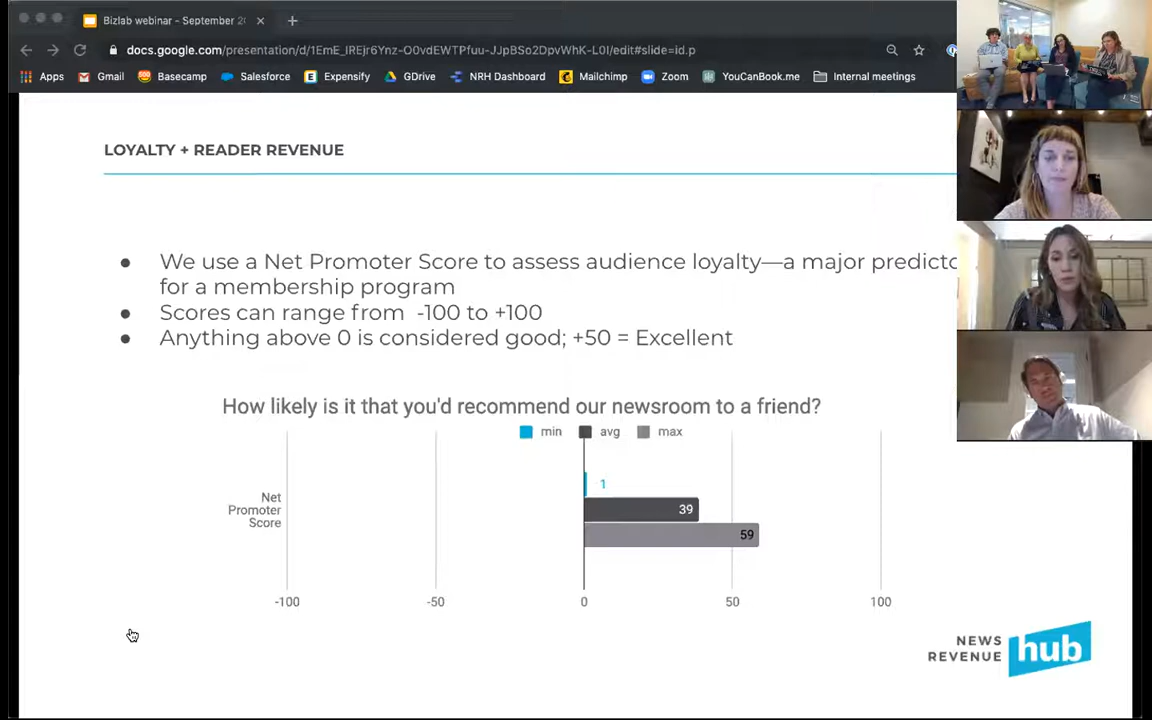 Bizlab webinar - September 2
docs.google.com/presentation/d/1EmE_IREjr6Ynz-O0vdEWTPfuu-JJpBSo2DpvWhK-L0I/edit#slide=id.p
Apps Gmail Basecamp Salesforce Expensify GDrive NRH Dashboard Mailchimp Zoom YouCanBook.me Internal meetings
LOYALTY + READER REVENUE
● We use a Net Promoter Score to assess audience loyalty—a major predicto
for a membership program
● Scores can range from -100 to +100
● Anything above 0 is considered good; +50 = Excellent
How likely is it that you'd recommend our newsroom to a friend?
min avg max
1
Net
Promoter
Score
39
59
-100 -50 0 50 100
NEWS
REVENUE
hub